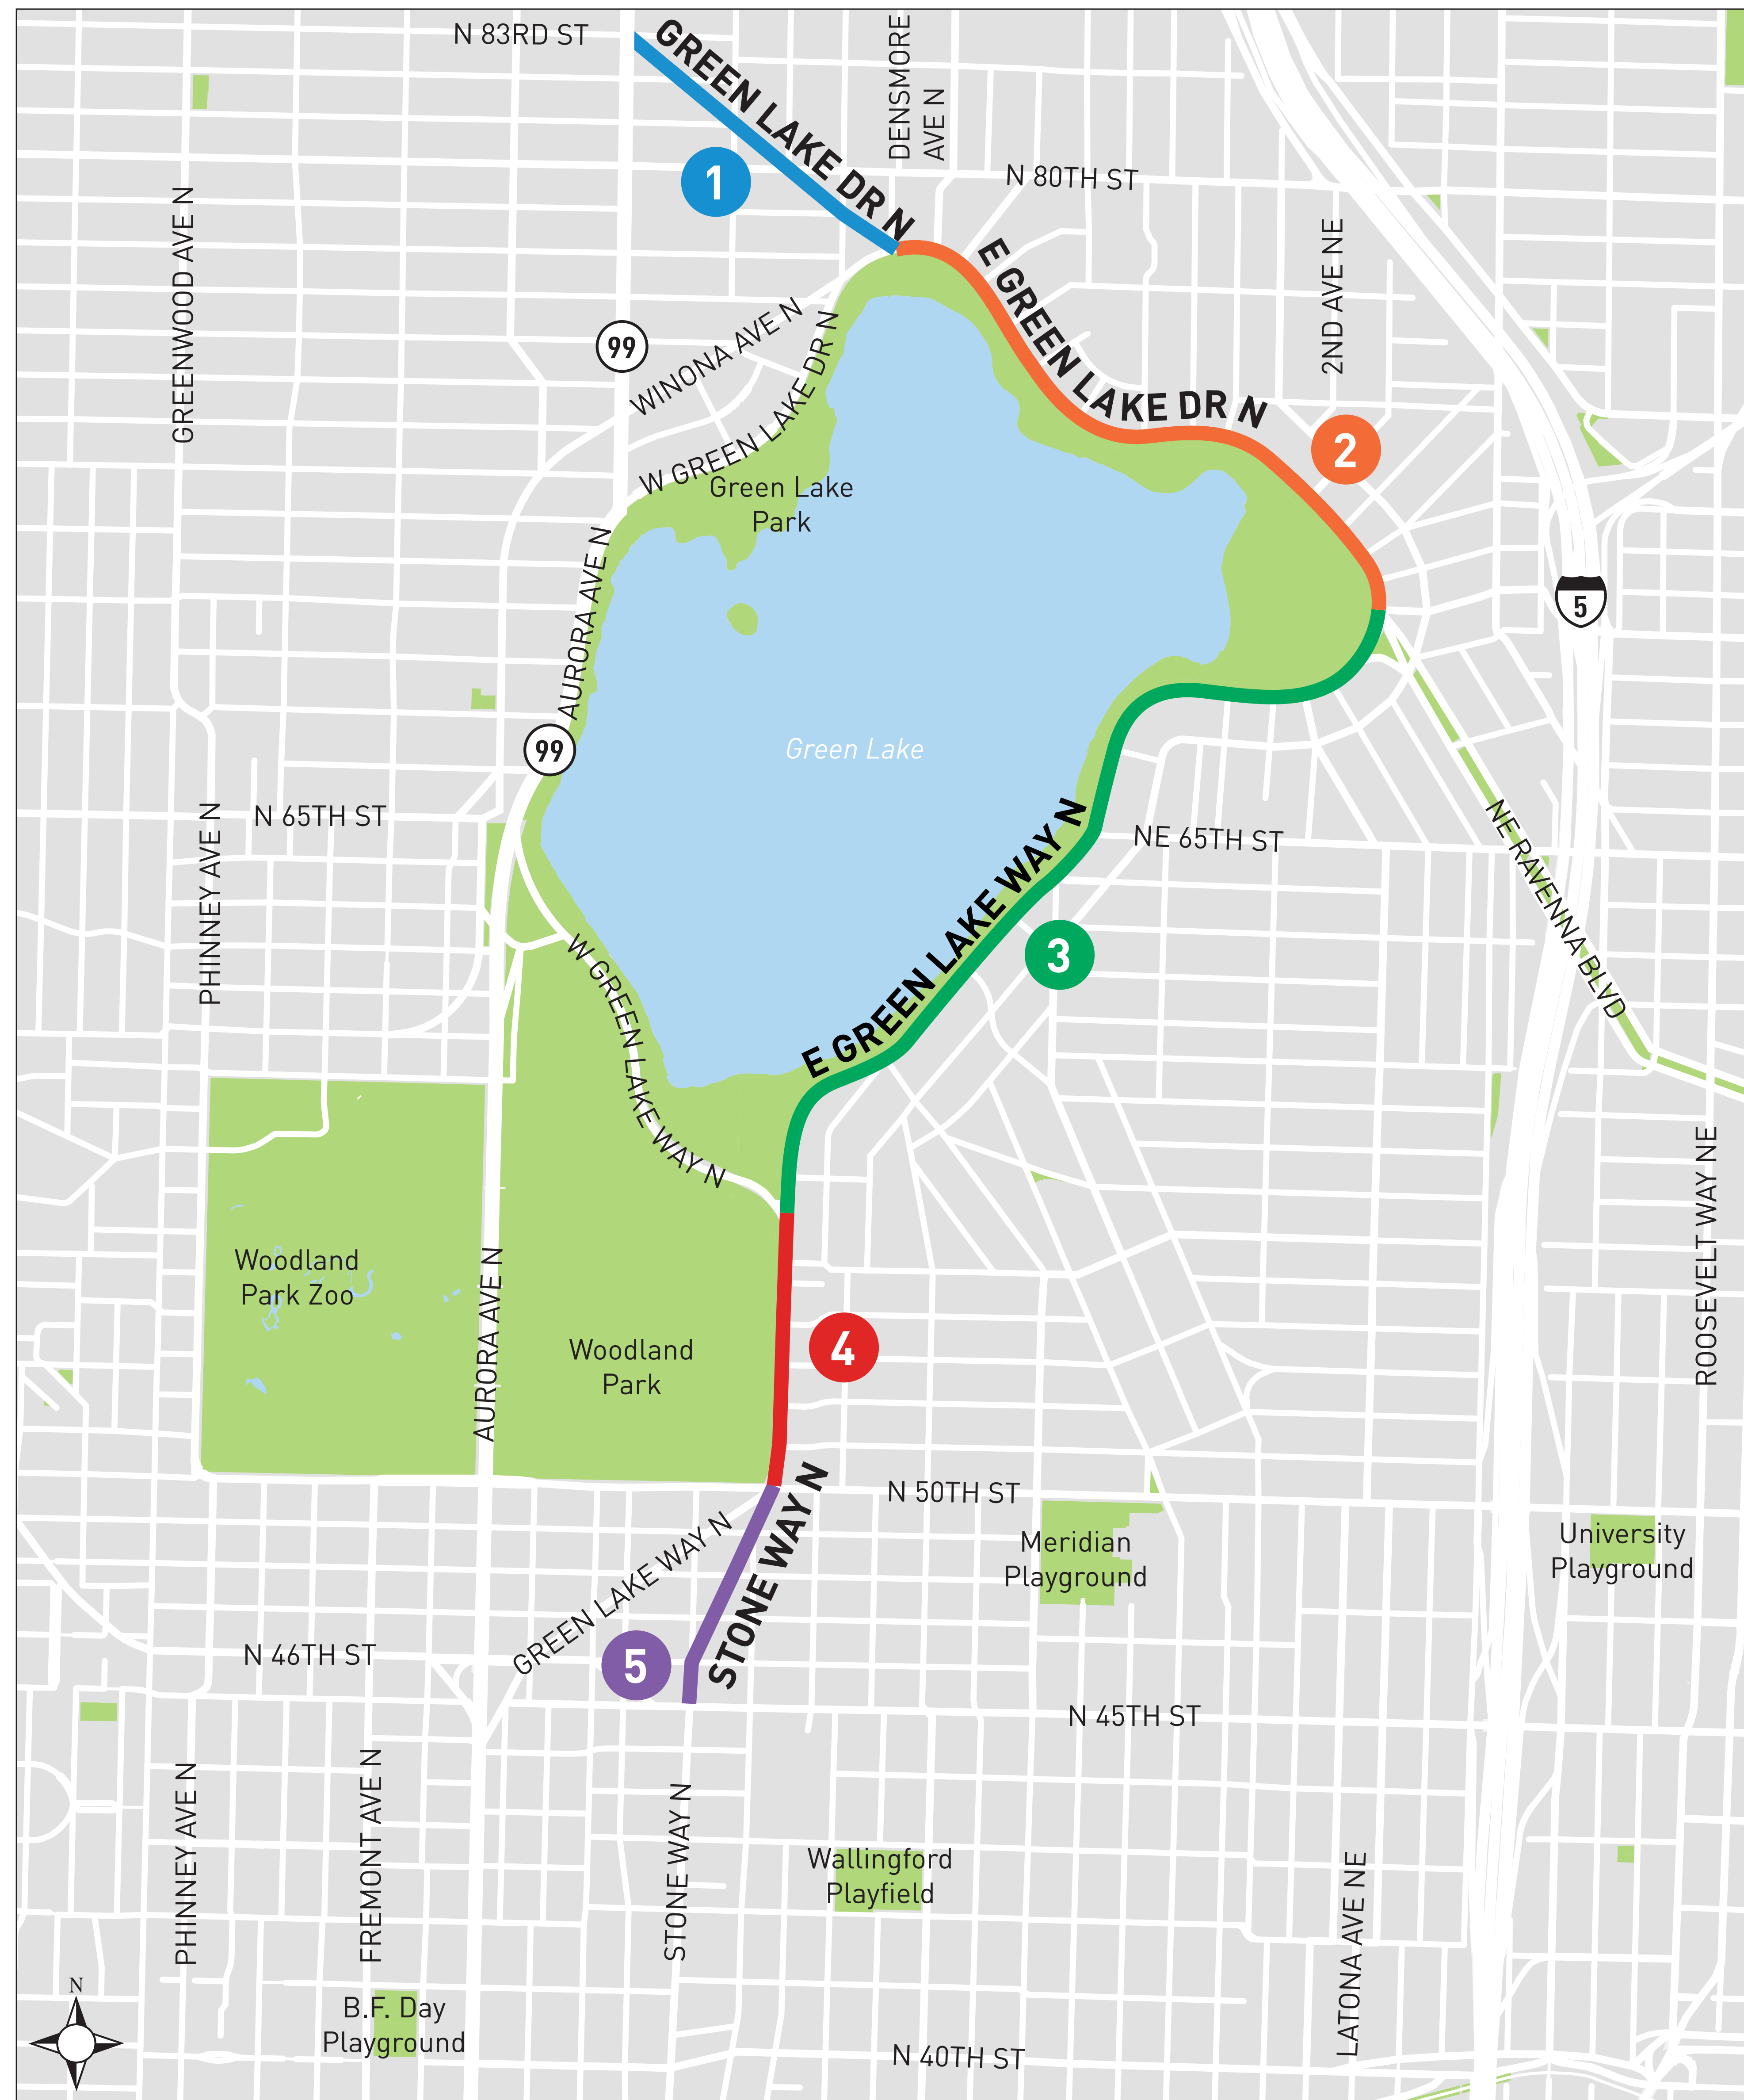 N 83RD ST
GREEN LAKE DR N
DENSMORE
AVE N
N 80TH ST
1
GREENWOOD AVE N
E GREEN LAKE DR N
2ND AVE NE
99
WINONA AVE N
W GREEN LAKE DR N
2
Green Lake
Park
AURORA AVE N
5
99
Green Lake
N 65TH ST
NE 65TH ST
PHINNEY AVE N
E GREEN LAKE WAY N
3
NE RAVENNA BLVD
W GREEN LAKE WAY N
ROOSEVELT WAY NE
Woodland
Park Zoo
AURORA AVE N
Woodland
Park
4
N 50TH ST
STONE WAY N
GREEN LAKE WAY N
Meridian
Playground
University
Playground
N 46TH ST
5
N 45TH ST
PHINNEY AVE N
FREMONT AVE N
STONE WAY N
Wallingford
Playfield
LATONA AVE NE
N
B.F. Day
Playground
N 40TH ST